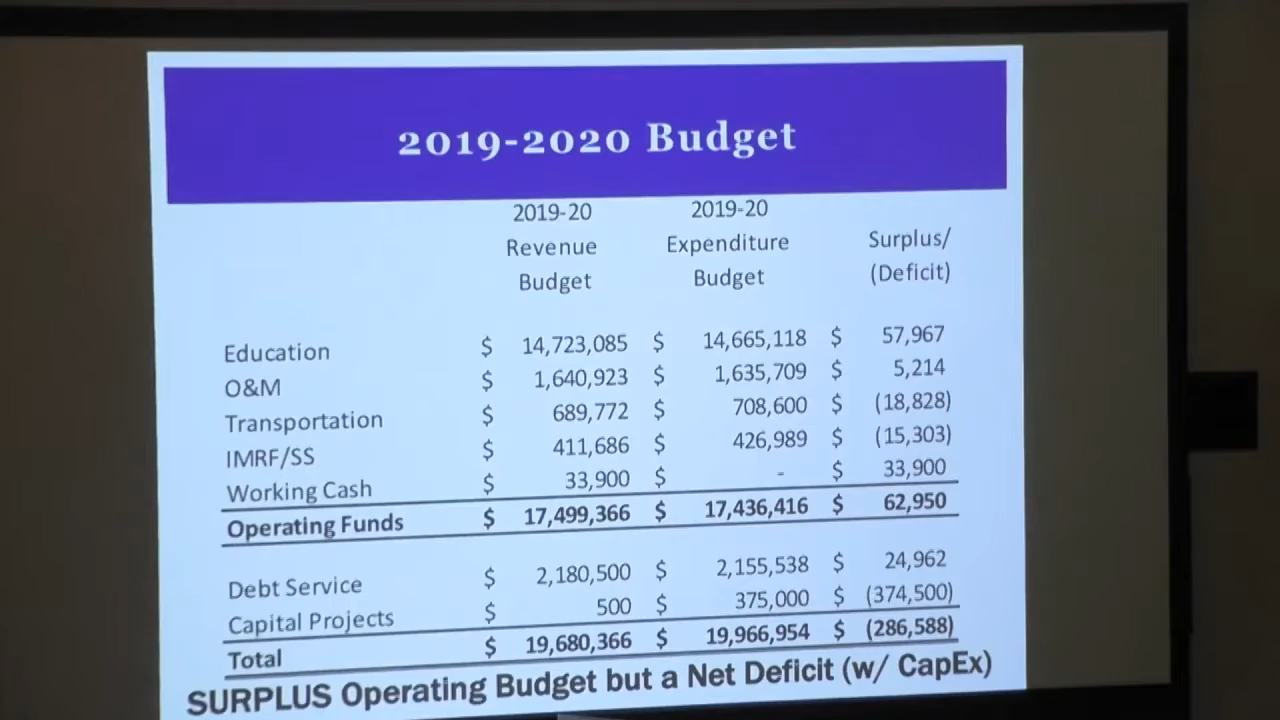 2019-2020 Budget
2019-20 2019-20
Revenue Expenditure Surplus/
Budget Budget (Deficit)
Education $ 14,723,085 $ 14,665,118 $ 57,967
O&M $ 1,640,923 $ 1,635,709 $ 5,214
Transportation $ 689,772 $ 708,600 $ (18,828)
IMRF/SS $ 411,686 $ 426,989 $ (15,303)
Working Cash $ 33,900 $ - $ 33,900
Operating Funds $ 17,499,366 $ 17,436,416 $ 62,950
Debt Service $ 2,180,500 $ 2,155,538 $ 24,962
Capital Projects $ 500 $ 375,000 $ (374,500)
Total $ 19,680,366 $ 19,966,954 $ (286,588)
SURPLUS Operating Budget but a Net Deficit (w/ CapEx)